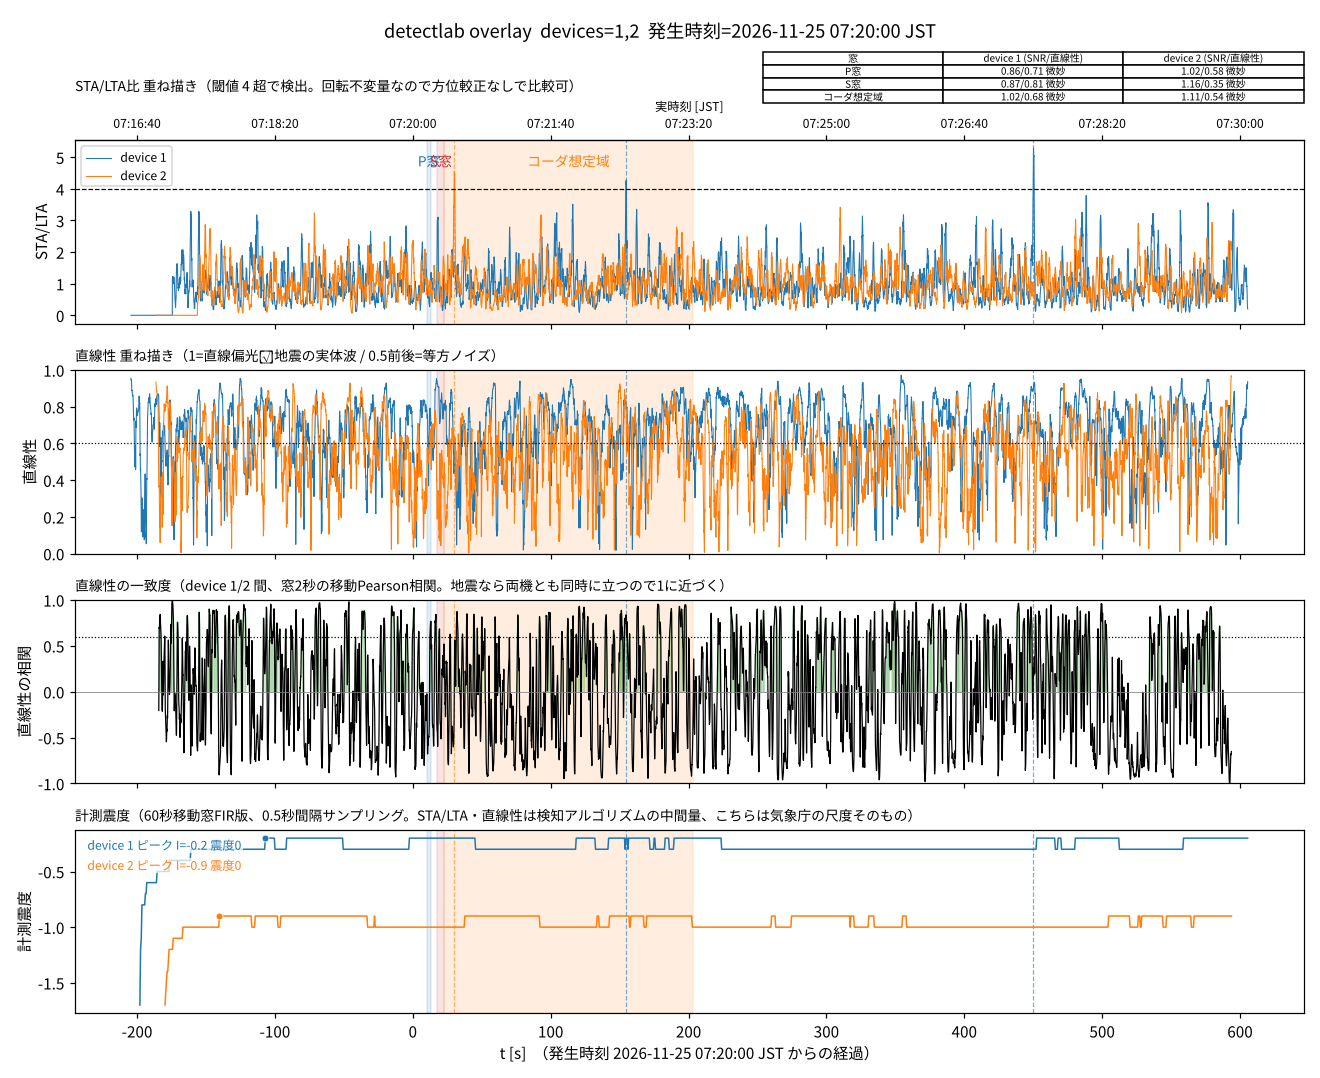 detectlab overlay  devices=1,2  発生時刻=2026-11-25 07:20:00 JST
窓 device 1 (SNR/直線性) device 2 (SNR/直線性)
P窓 0.86/0.71 微妙 1.02/0.58 微妙
S窓 0.87/0.81 微妙 1.16/0.35 微妙
コーダ想定域 1.02/0.68 微妙 1.11/0.54 微妙
STA/LTA比 重ね描き（閾値 4 超で検出。回転不変量なので方位較正なしで比較可）
実時刻 [JST]
07:16:40 07:18:20 07:20:00 07:21:40 07:23:20 07:25:00 07:26:40 07:28:20 07:30:00
device 1
device 2
P窓 S窓 コーダ想定域
STA/LTA
5
4
3
2
1
0
直線性 重ね描き（1=直線偏光▯地震の実体波 / 0.5前後=等方ノイズ）
直線性
1.0
0.8
0.6
0.4
0.2
0.0
直線性の一致度（device 1/2 間、窓2秒の移動Pearson相関。地震なら両機とも同時に立つので1に近づく）
直線性の相関
1.0
0.5
0.0
-0.5
-1.0
計測震度（60秒移動窓FIR版、0.5秒間隔サンプリング。STA/LTA・直線性は検知アルゴリズムの中間量、こちらは気象庁の尺度そのもの）
device 1 ピーク I=-0.2 震度0
device 2 ピーク I=-0.9 震度0
計測震度
-0.5
-1.0
-1.5
-200 -100 0 100 200 300 400 500 600
t [s]　（発生時刻 2026-11-25 07:20:00 JST からの経過）